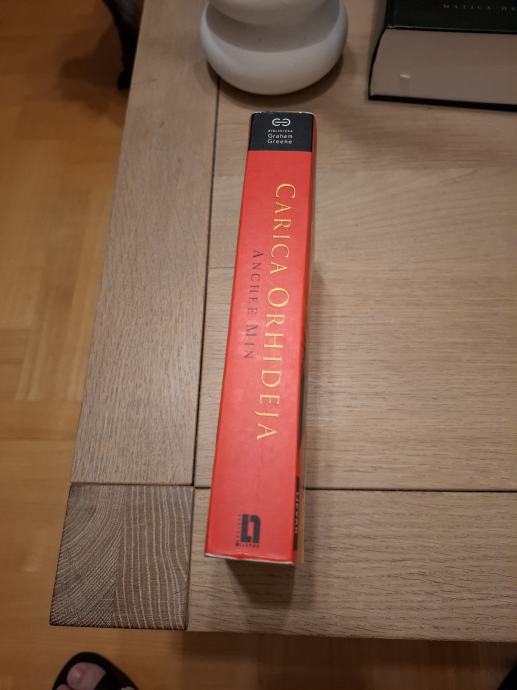 BIBLIOTEKA
Graham
Greene
CARICA ORHIDEJA
ANCHEE MIN